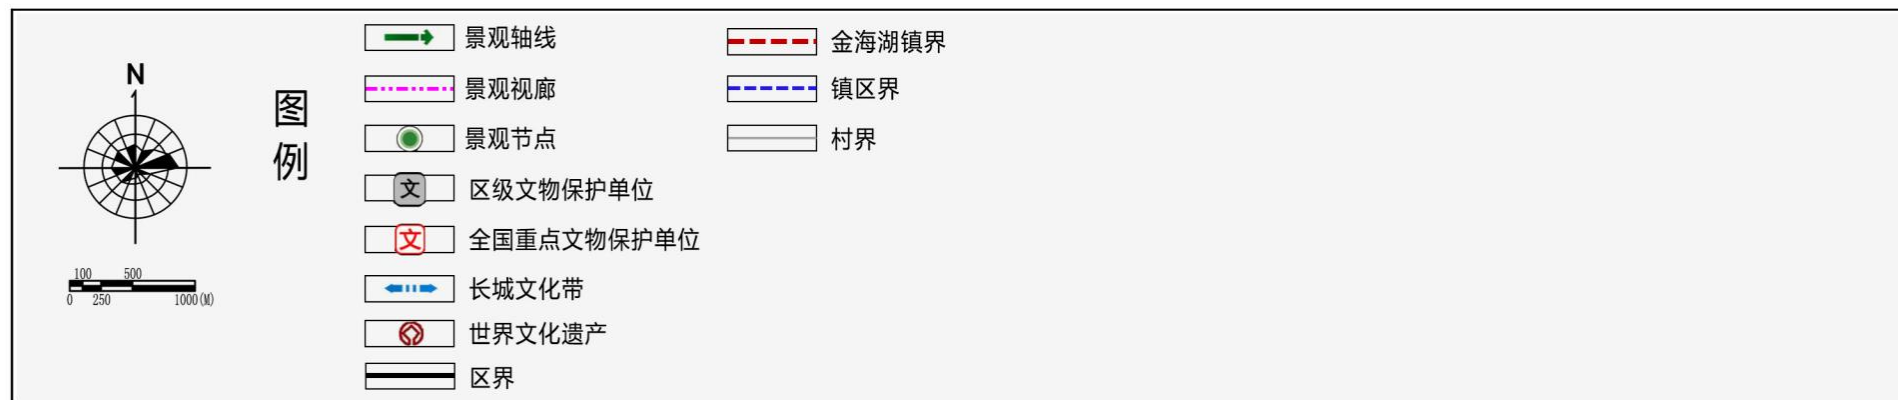 N
100 500
0 250 1000(M)
图
例
景观轴线
景观视廊
景观节点
文 区级文物保护单位
文 全国重点文物保护单位
长城文化带
世界文化遗产
区界
金海湖镇界
镇区界
村界